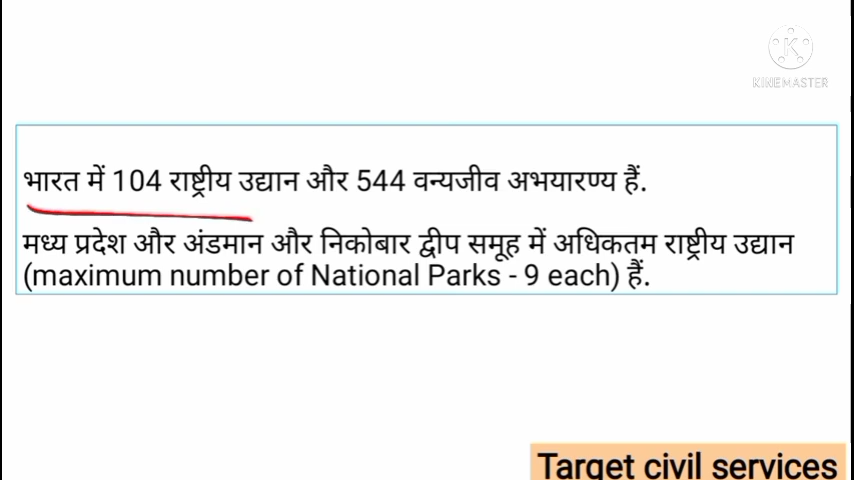 KINEMASTER
भारत में 104 राष्ट्रीय उद्यान और 544 वन्यजीव अभयारण्य हैं.
मध्य प्रदेश और अंडमान और निकोबार द्वीप समूह में अधिकतम राष्ट्रीय उद्यान
(maximum number of National Parks - 9 each) हैं.
Target civil services